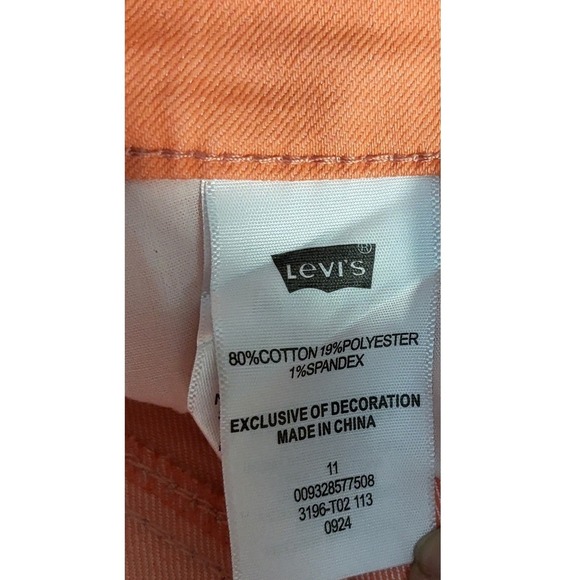 Levi's®
80%COTTON 19%POLYESTER
1%SPANDEX
EXCLUSIVE OF DECORATION
MADE IN CHINA
11
009328577508
3196-T02 113
0924